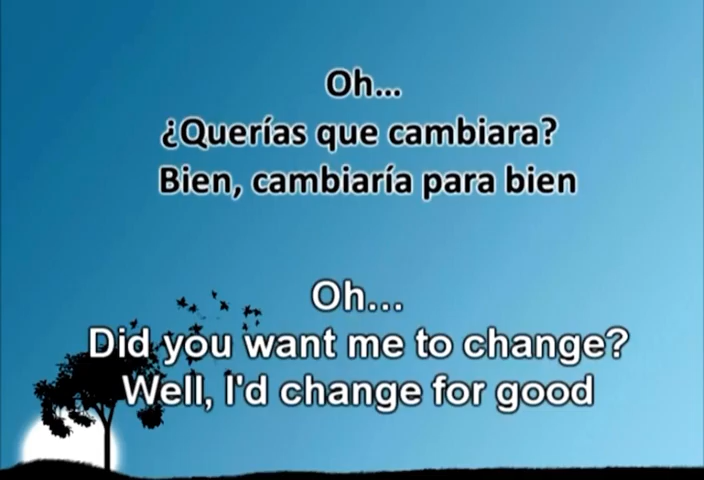 Oh...
¿Querías que cambiara?
Bien, cambiaría para bien
Oh...
Did you want me to change?
Well, I'd change for good